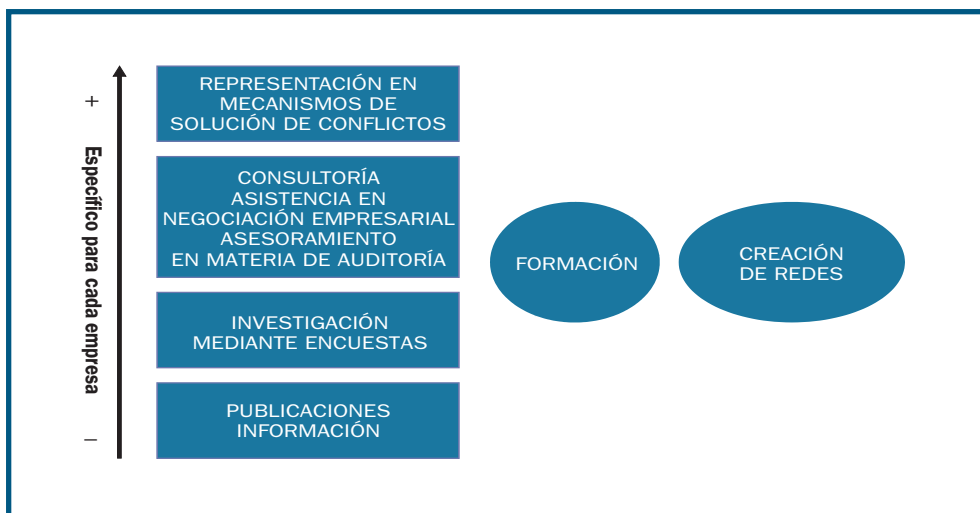 +
Específico para cada empresa
–
REPRESENTACIÓN EN
MECANISMOS DE
SOLUCIÓN DE CONFLICTOS
CONSULTORÍA
ASISTENCIA EN
NEGOCIACIÓN EMPRESARIAL
ASESORAMIENTO
EN MATERIA DE AUDITORÍA
INVESTIGACIÓN
MEDIANTE ENCUESTAS
PUBLICACIONES
INFORMACIÓN
FORMACIÓN
CREACIÓN
DE REDES